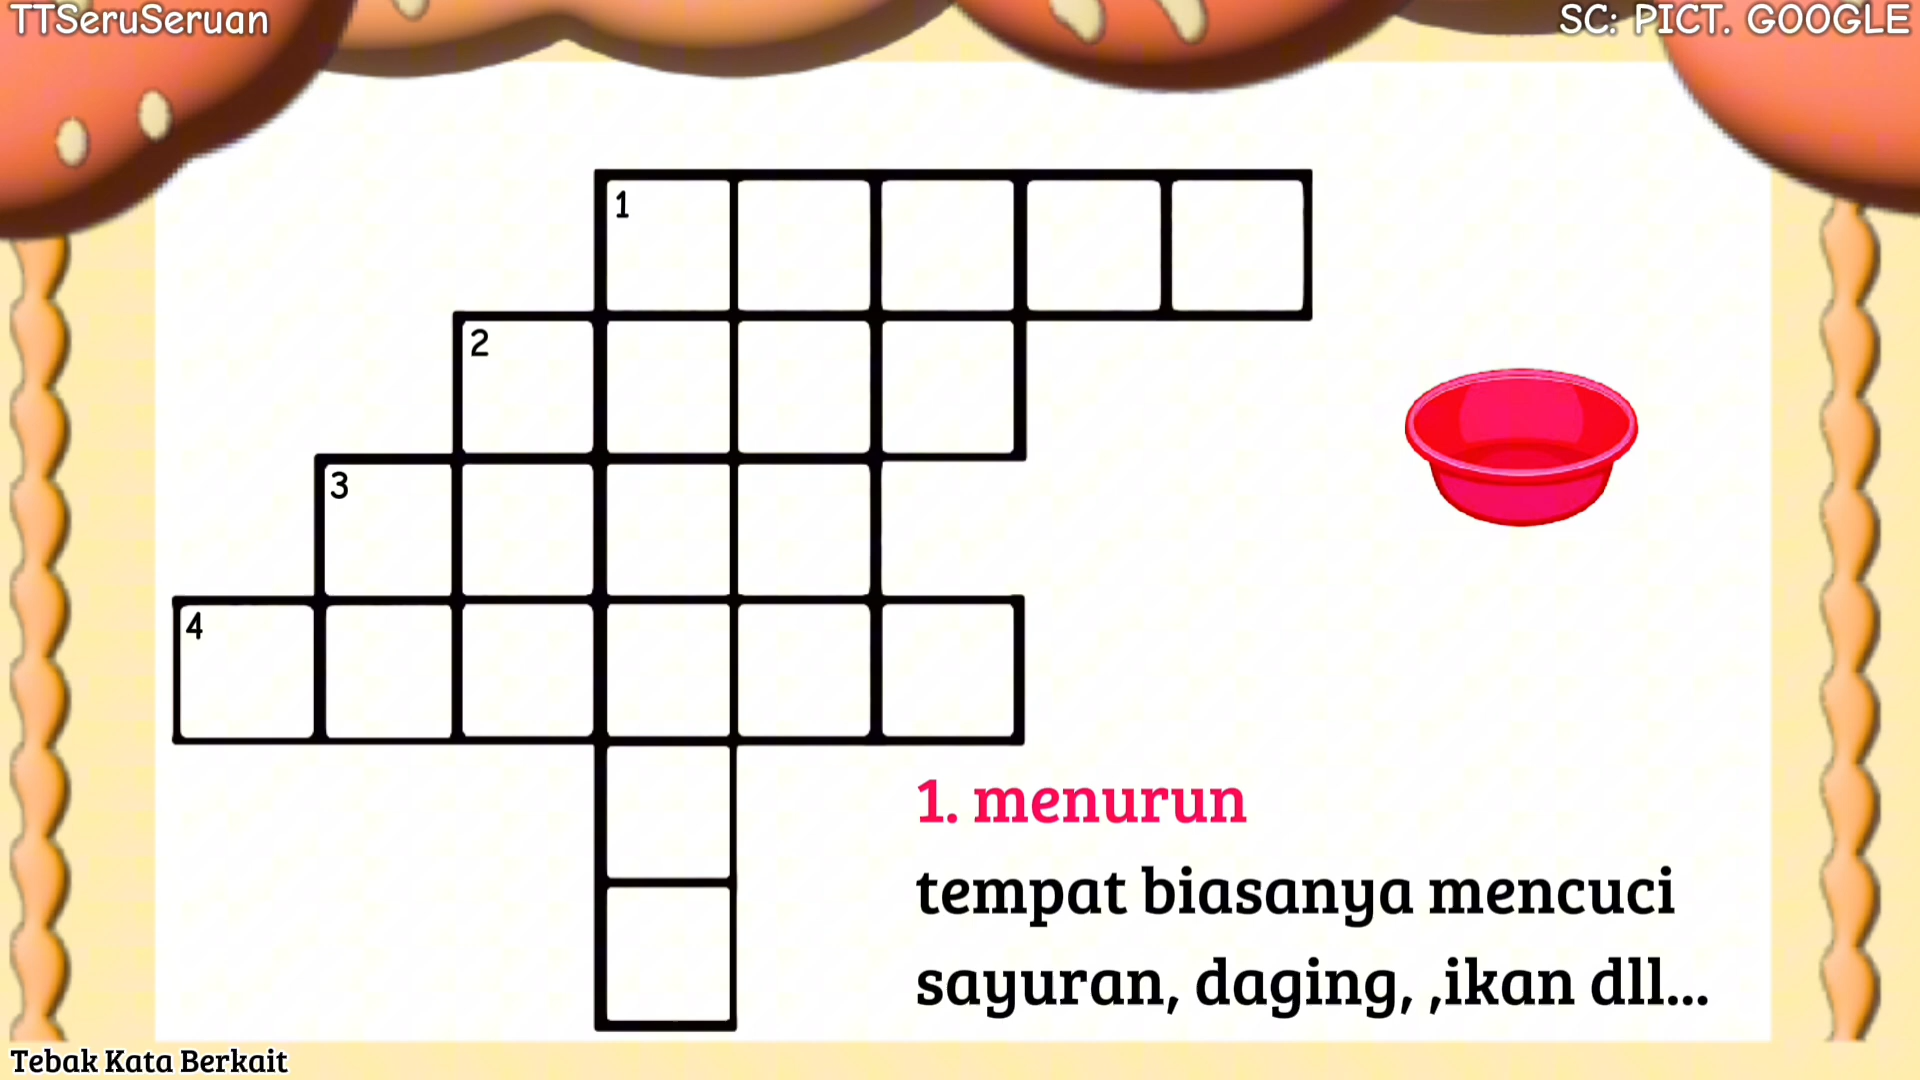 TTSeruSeruan
SC: PICT. GOOGLE
1
2
3
4
1. menurun
tempat biasanya mencuci
sayuran, daging, ,ikan dll...
Tebak Kata Berkait